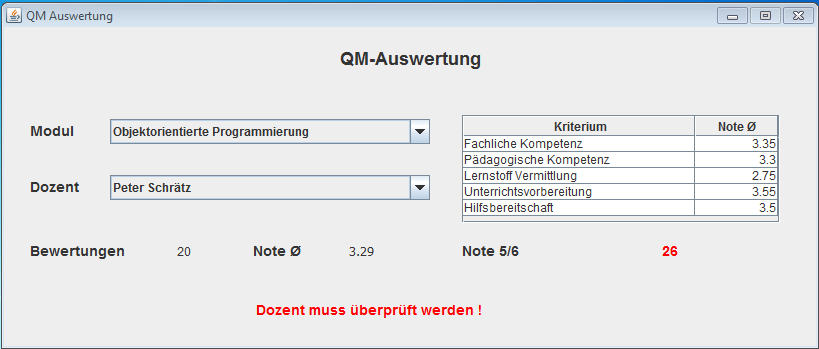 QM Auswertung
QM-Auswertung
Modul Objektorientierte Programmierung
Dozent Peter Schrätz
Kriterium Note Ø
Fachliche Kompetenz 3.35
Pädagogische Kompetenz 3.3
Lernstoff Vermittlung 2.75
Unterrichtsvorbereitung 3.55
Hilfsbereitschaft 3.5
Bewertungen 20 Note Ø 3.29 Note 5/6 26
Dozent muss überprüft werden !